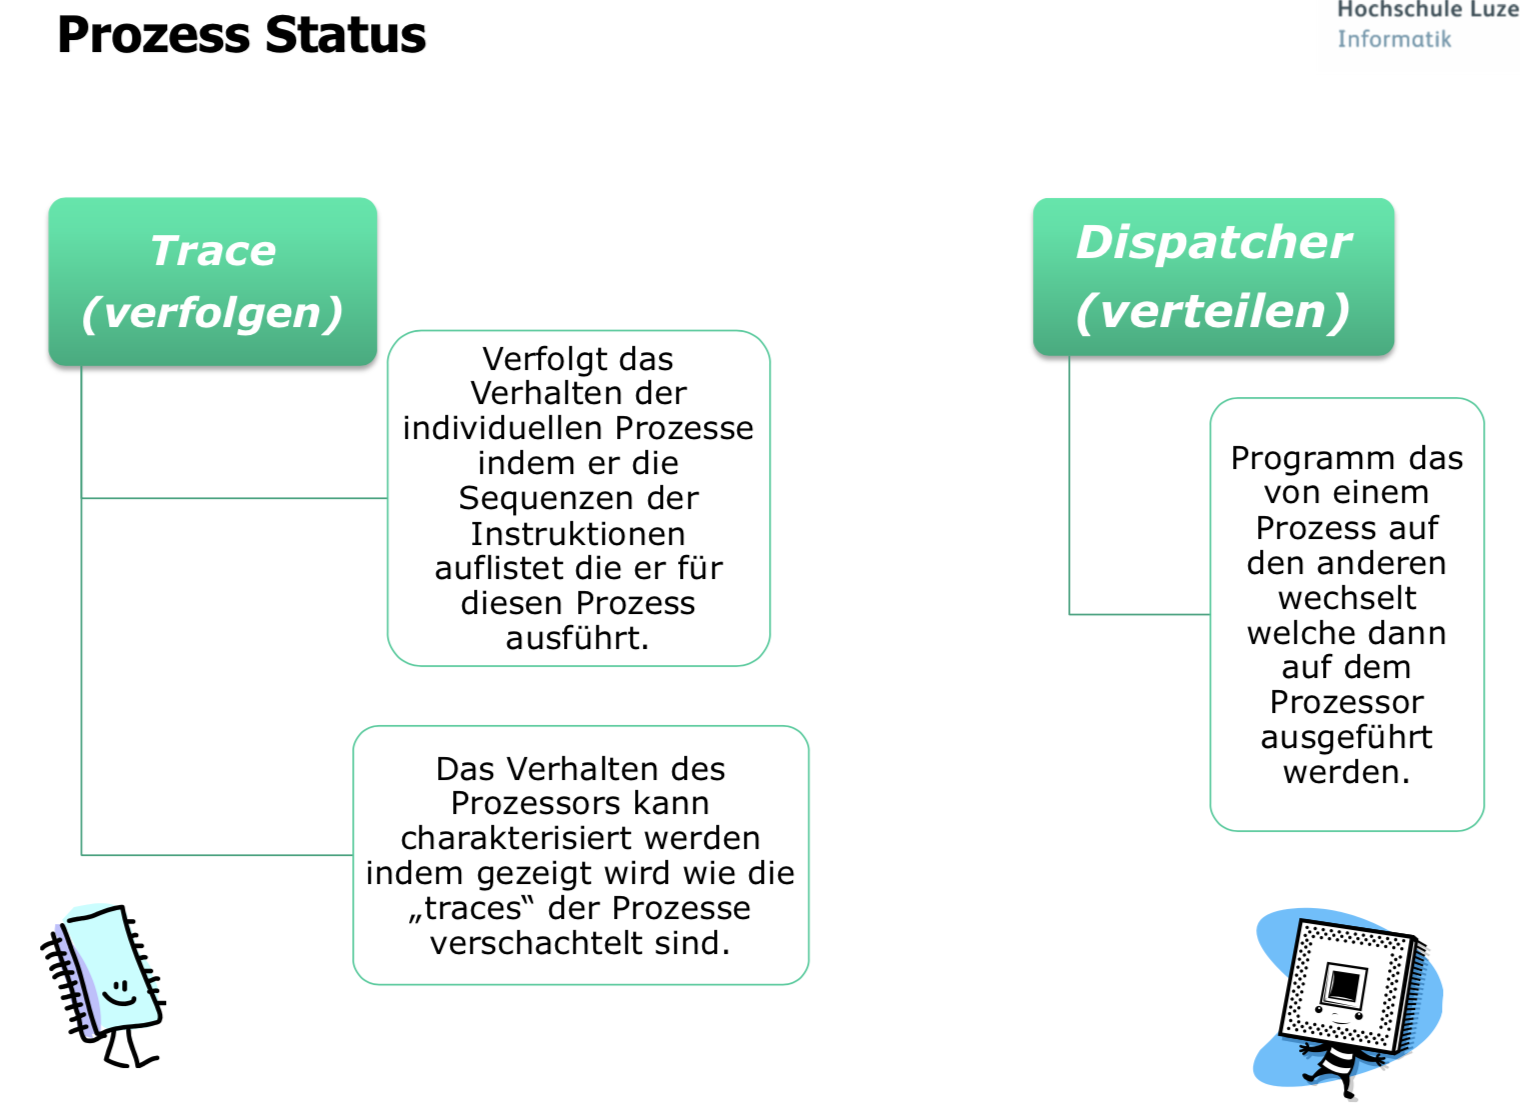 Prozess Status
Hochschule Luze
Informatik
Trace
(verfolgen)
Verfolgt das
Verhalten der
individuellen Prozesse
indem er die
Sequenzen der
Instruktionen
auflistet die er für
diesen Prozess
ausführt.
Das Verhalten des
Prozessors kann
charakterisiert werden
indem gezeigt wird wie die
„traces“ der Prozesse
verschachtelt sind.
Dispatcher
(verteilen)
Programm das
von einem
Prozess auf
den anderen
wechselt
welche dann
auf dem
Prozessor
ausgeführt
werden.